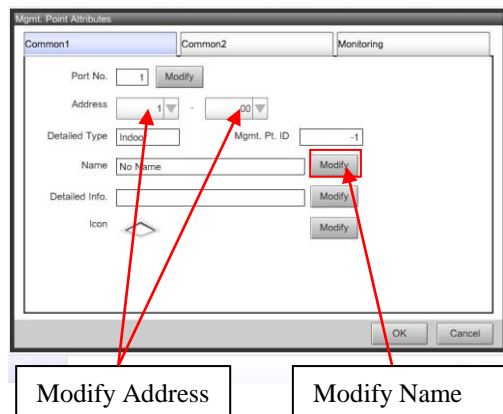 Mgmt. Point Attributes
Common1 Common2 Monitoring
Port No. 1 Modify
Address 1 - 00
Detailed Type Indoor Mgmt. Pt. ID -1
Name No Name Modify
Detailed Info. Modify
Icon Modify
OK Cancel
Modify Address Modify Name